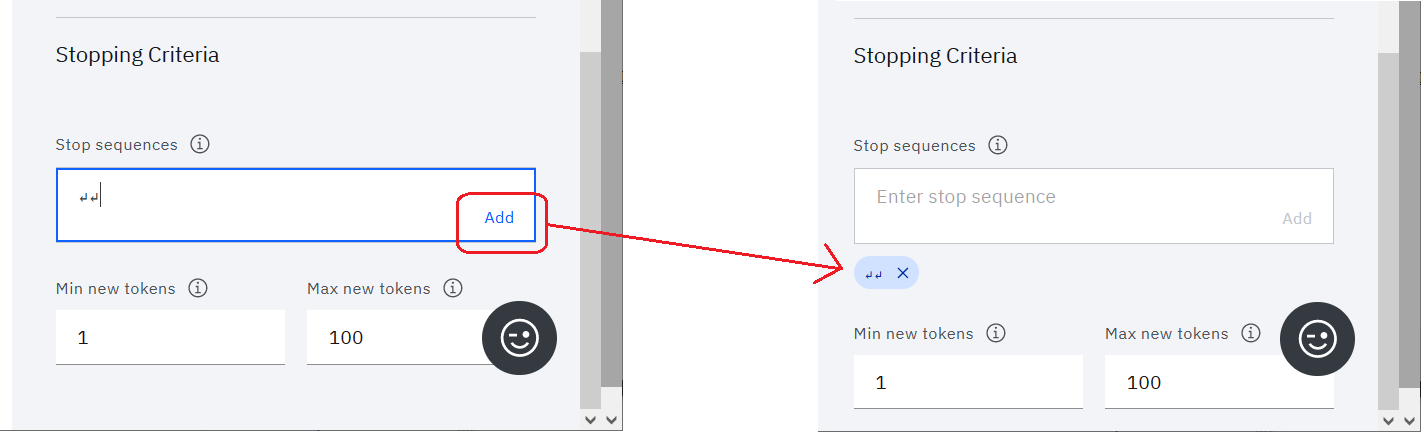 Stopping Criteria
Stop sequences
↲↲
Add
Min new tokens
Max new tokens
1
100
Stopping Criteria
Stop sequences
Enter stop sequence
Add
↲↲
Min new tokens
Max new tokens
1
100